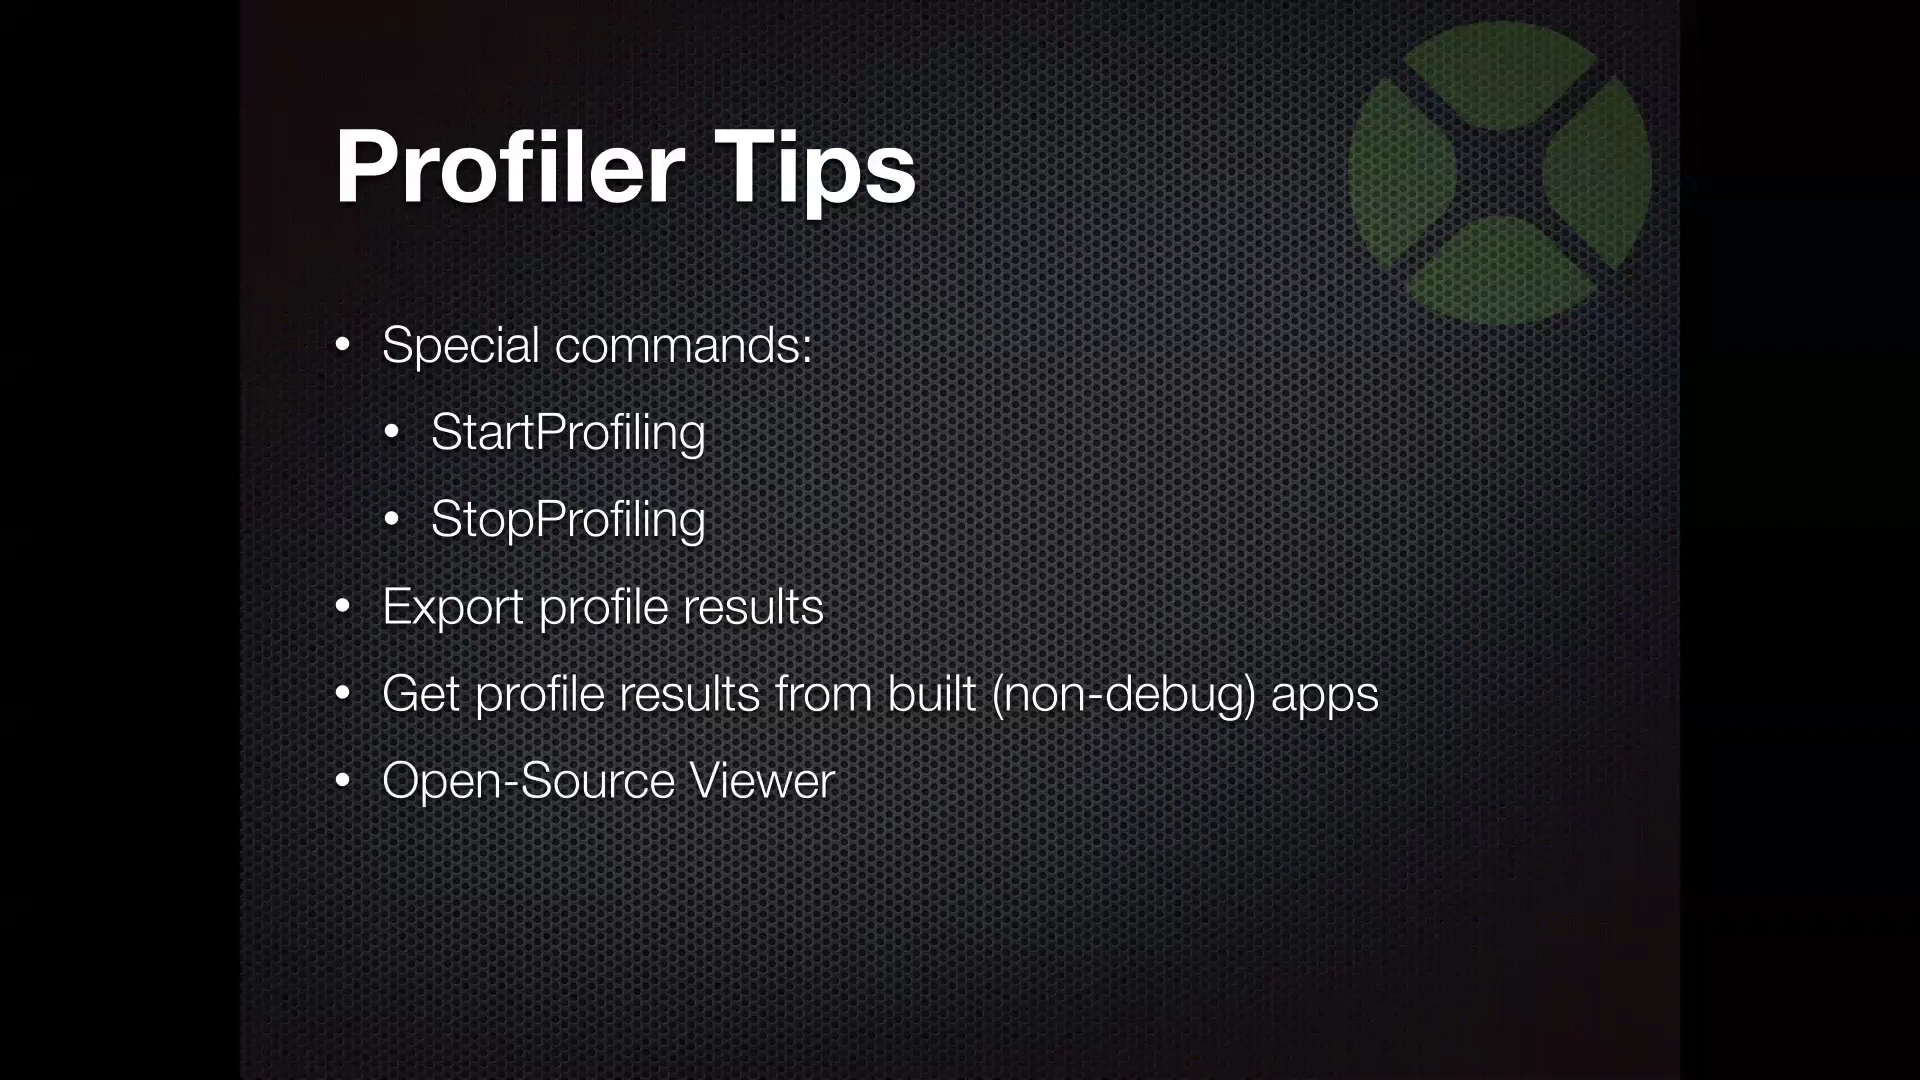 Profiler Tips
• Special commands:
• StartProfiling
• StopProfiling
• Export profile results
• Get profile results from built (non-debug) apps
• Open-Source Viewer